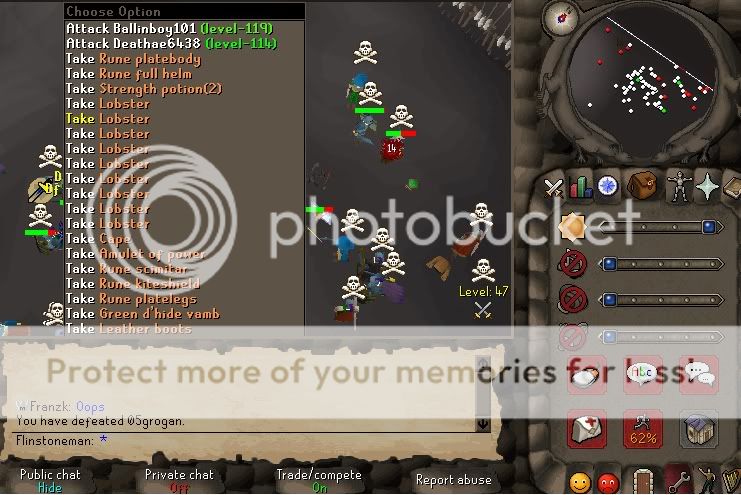 Choose Option
Attack Ballinboy101 (level-119)
Attack Deathae6438 (level-114)
Take Rune platebody
Take Rune full helm
Take Strength potion(2)
Take Lobster
Take Lobster
Take Lobster
Take Lobster
Take Lobster
Take Lobster
Take Lobster
Take Lobster
Take Lobster
Take Cape
Take Amulet of power
Take Rune scimitar
Take Rune kiteshield
Take Rune platelegs
Take Green d'hide vamb
Take Leather boots
14
Level: 47
photobucket
Protect more of your memories for less!
Franzk: Oops
You have defeated 05grogan.
Flinstoneman: *
Abc
62%
Public chat
Hide
Private chat
Off
Trade/compete
On
Report abuse